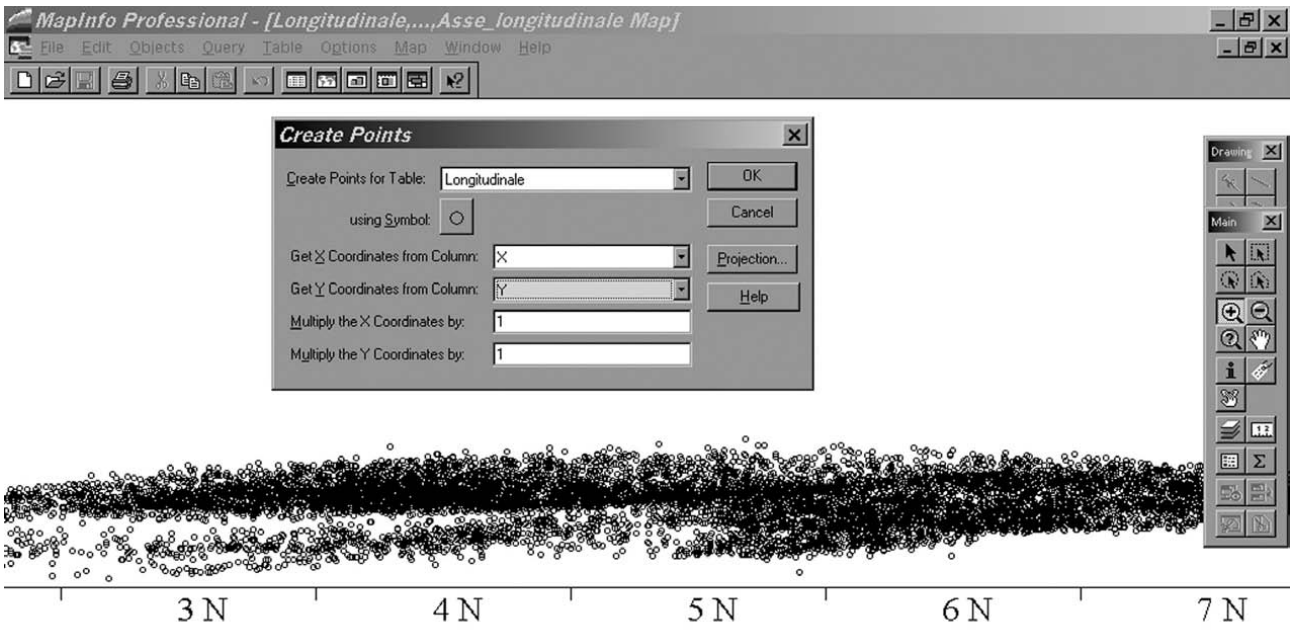 MapInfo Professional - [Longitudinale,...,Asse_longitudinale Map]
File Edit Objects Query Table Options Map Window Help
Create Points
Create Points for Table: Longitudinale
OK
using Symbol:
Cancel
Get X Coordinates from Column: X
Projection...
Get Y Coordinates from Column: Y
Help
Multiply the X Coordinates by: 1
Multiply the Y Coordinates by: 1
Drawing
Main
3 N 4 N 5 N 6 N 7 N